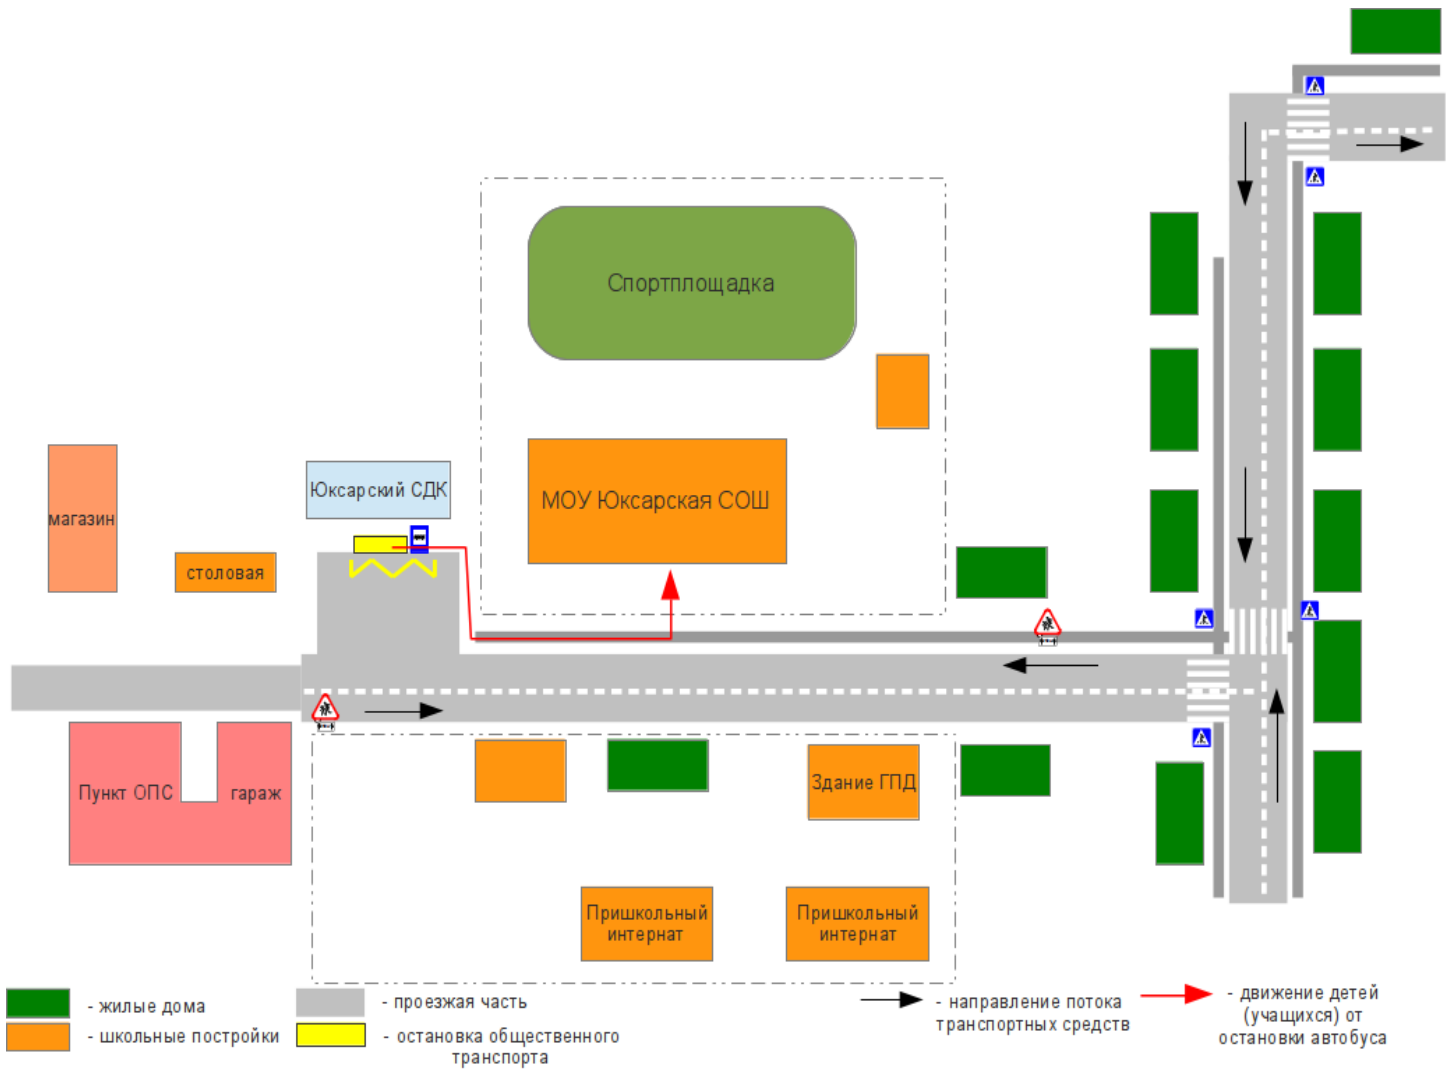 Спортплощадка
Юксарский СДК
МОУ Юксарская СОШ
магазин
столовая
Пункт ОПС
гараж
Здание ГПД
Пришкольный
интернат
Пришкольный
интернат
- жилые дома
- школьные постройки
- проезжая часть
- остановка общественного
транспорта
- направление потока
транспортных средств
- движение детей
(учащихся) от
остановки автобуса